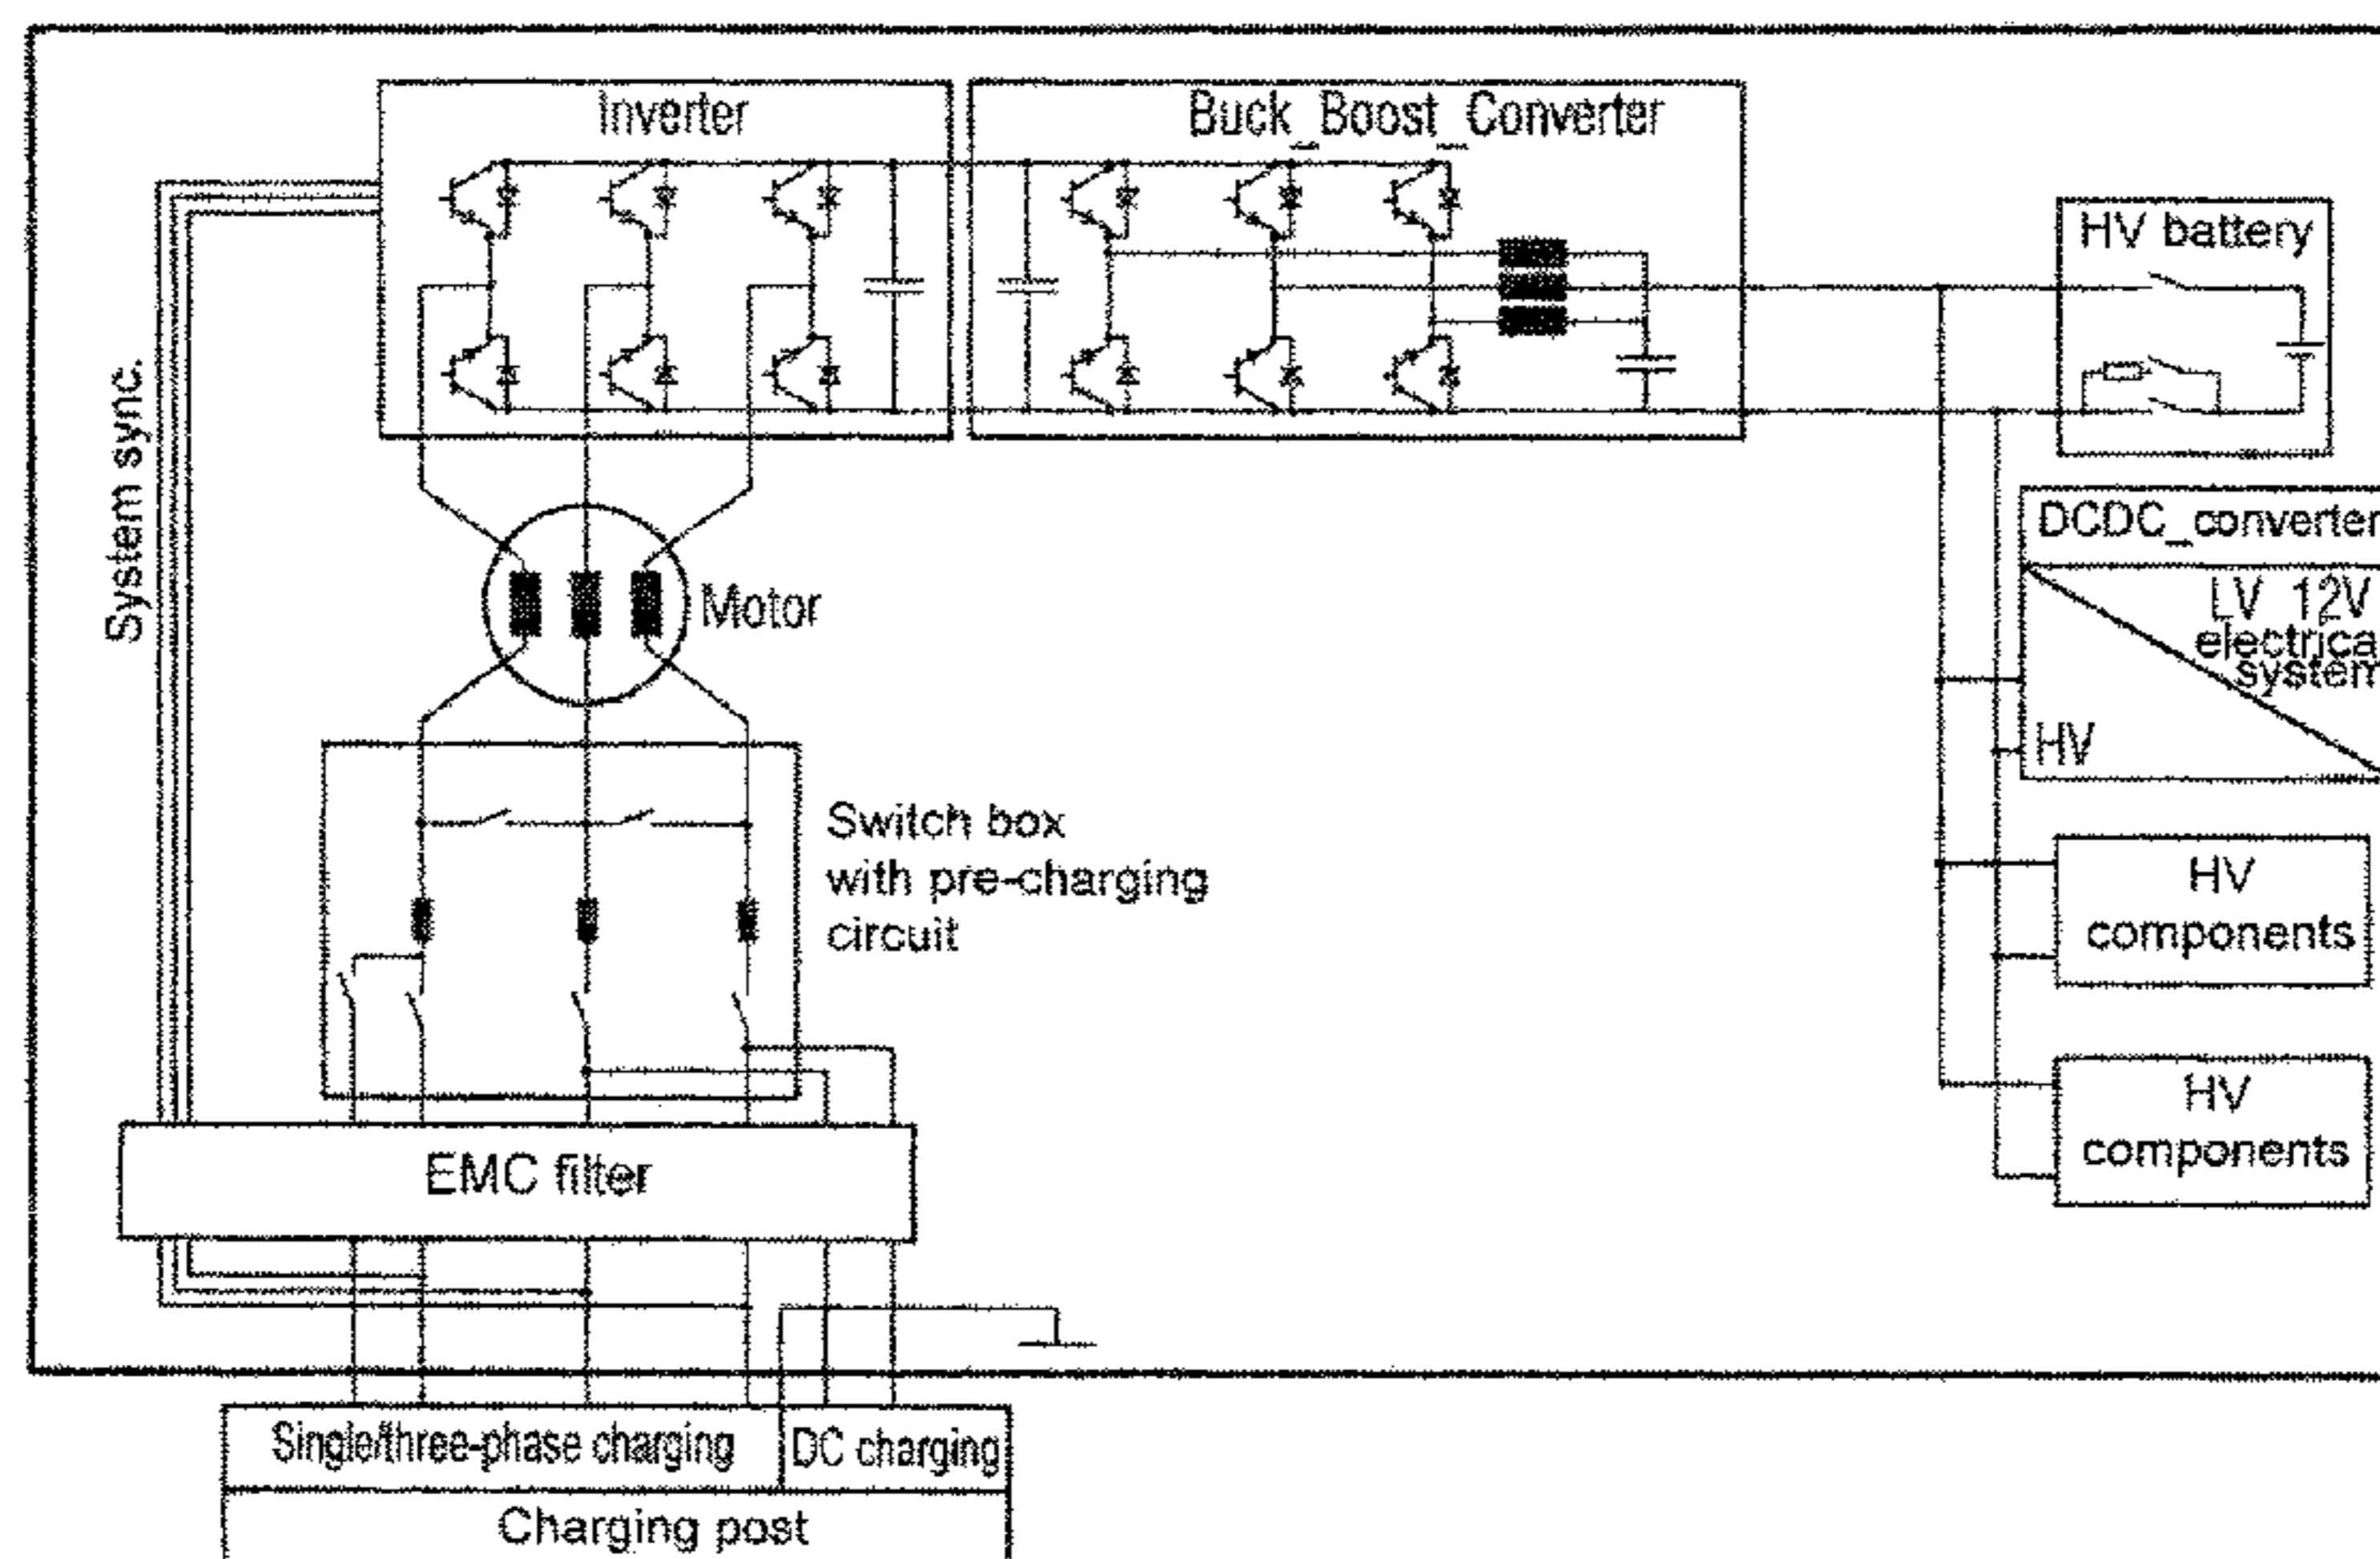 Inverter
Buck_Boost_Converter
HV battery
System sync.
DCDC_converter
LV 12V
electrica
system
HV
Motor
Switch box
with pre-charging
circuit
HV
components
HV
components
EMC filter
Single/three-phase charging
DC charging
Charging post